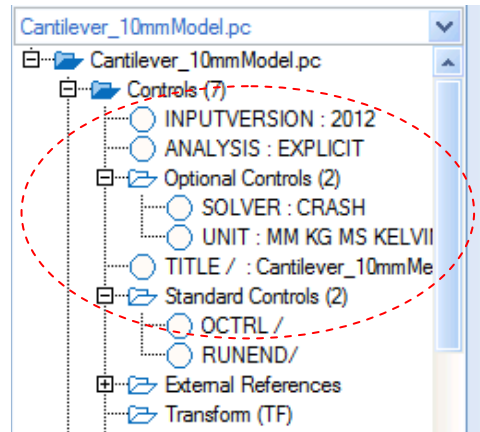 Cantilever_10mmModel.pc
Cantilever_10mmModel.pc
Controls (7)
INPUTVERSION : 2012
ANALYSIS : EXPLICIT
Optional Controls (2)
SOLVER : CRASH
UNIT : MM KG MS KELVI
TITLE / : Cantilever_10mmMe
Standard Controls (2)
OCTRL /
RUNEND/
External References
Transform (TF)